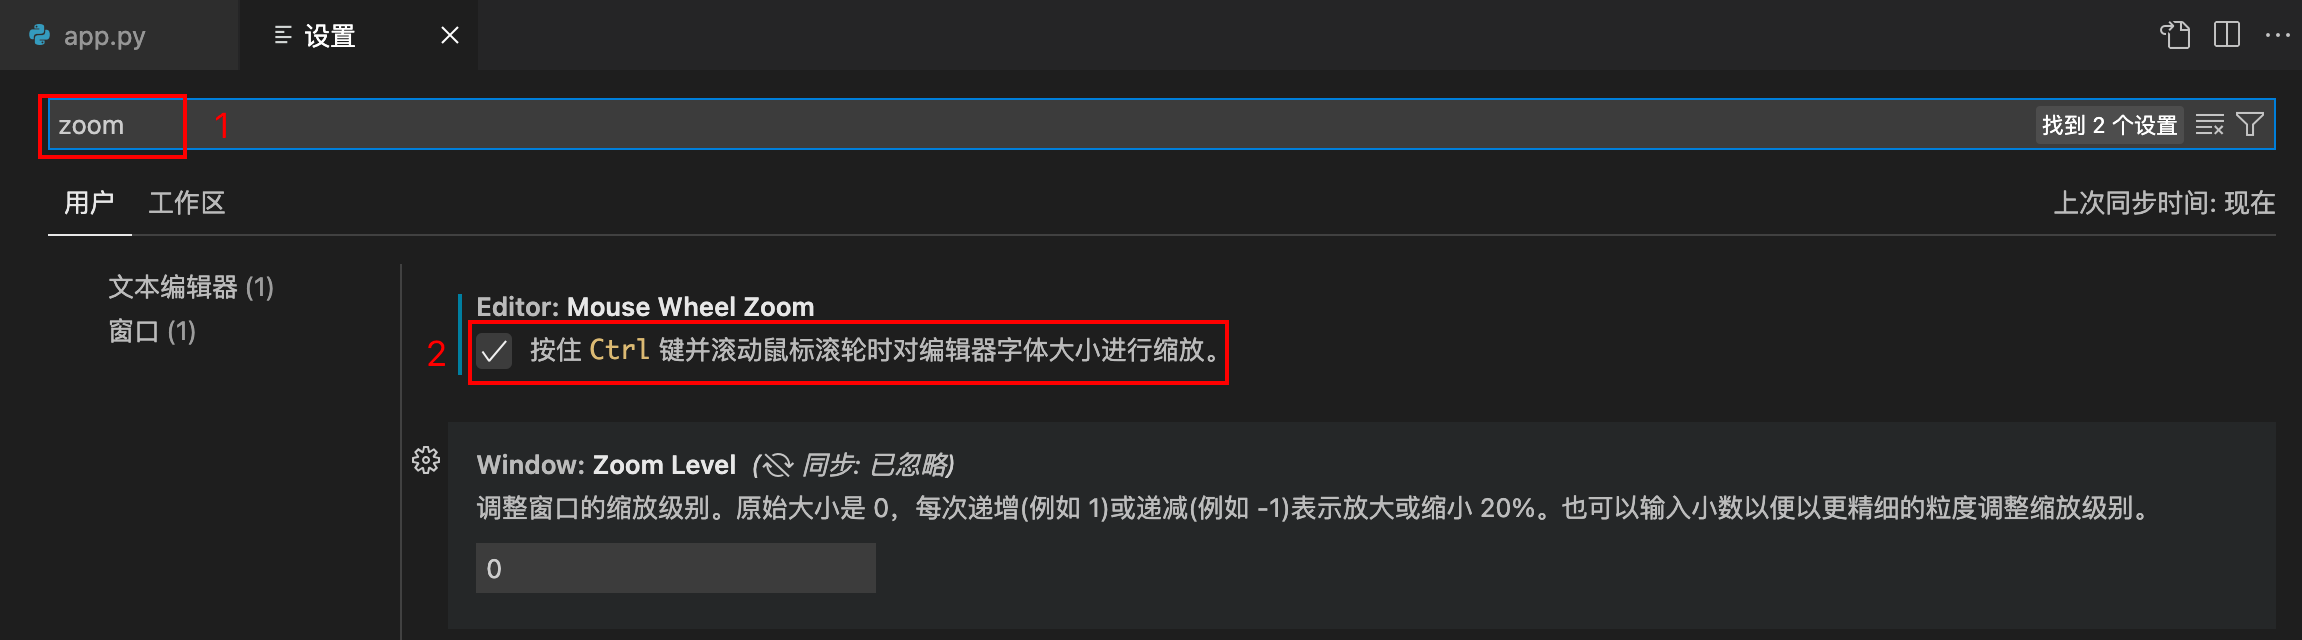 app.py
设置
zoom
1
找到 2 个设置
用户
工作区
上次同步时间: 现在
文本编辑器 (1)
窗口 (1)
Editor: Mouse Wheel Zoom
2
按住 Ctrl 键并滚动鼠标滚轮时对编辑器字体大小进行缩放。
Window: Zoom Level (同步: 已忽略)
调整窗口的缩放级别。原始大小是 0，每次递增(例如 1)或递减(例如 -1)表示放大或缩小 20%。也可以输入小数以便以更精细的粒度调整缩放级别。
0